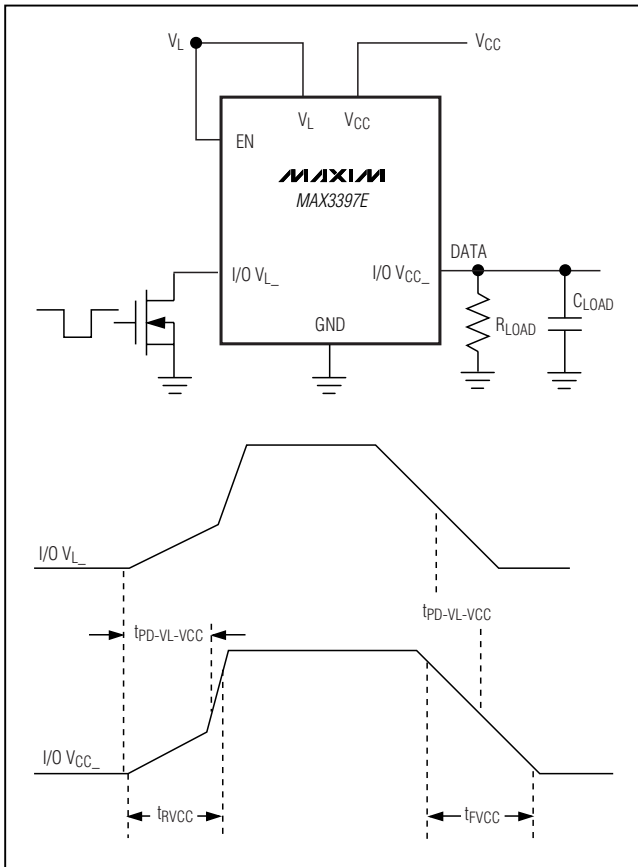 VL VCC
VL VCC
EN
MAXIM
MAX3397E
DATA
I/O VL_ I/O VCC_
CLOAD
RLOAD
GND
I/O VL_
tPD-VL-VCC
tPD-VL-VCC
I/O VCC_
tRVCC tFVCC